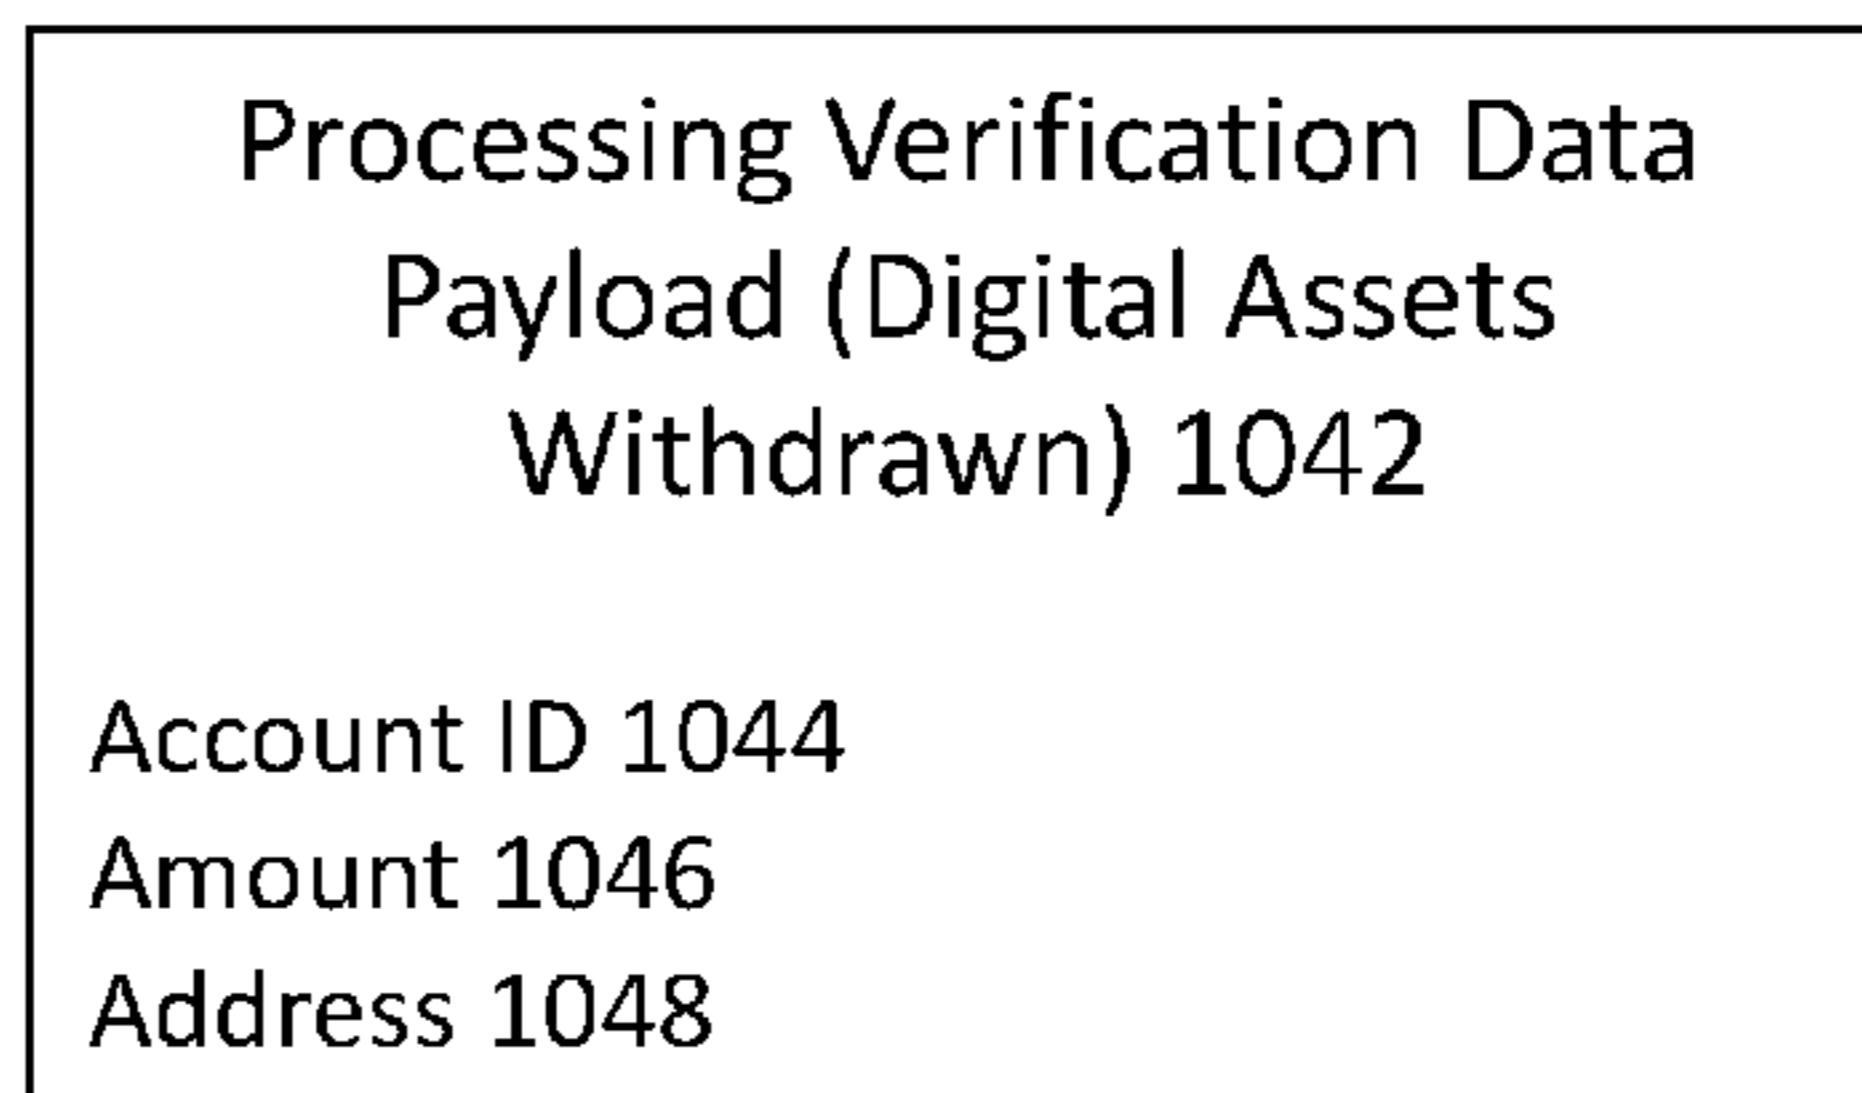 Processing Verification Data
Payload (Digital Assets
Withdrawn) 1042
Account ID 1044
Amount 1046
Address 1048